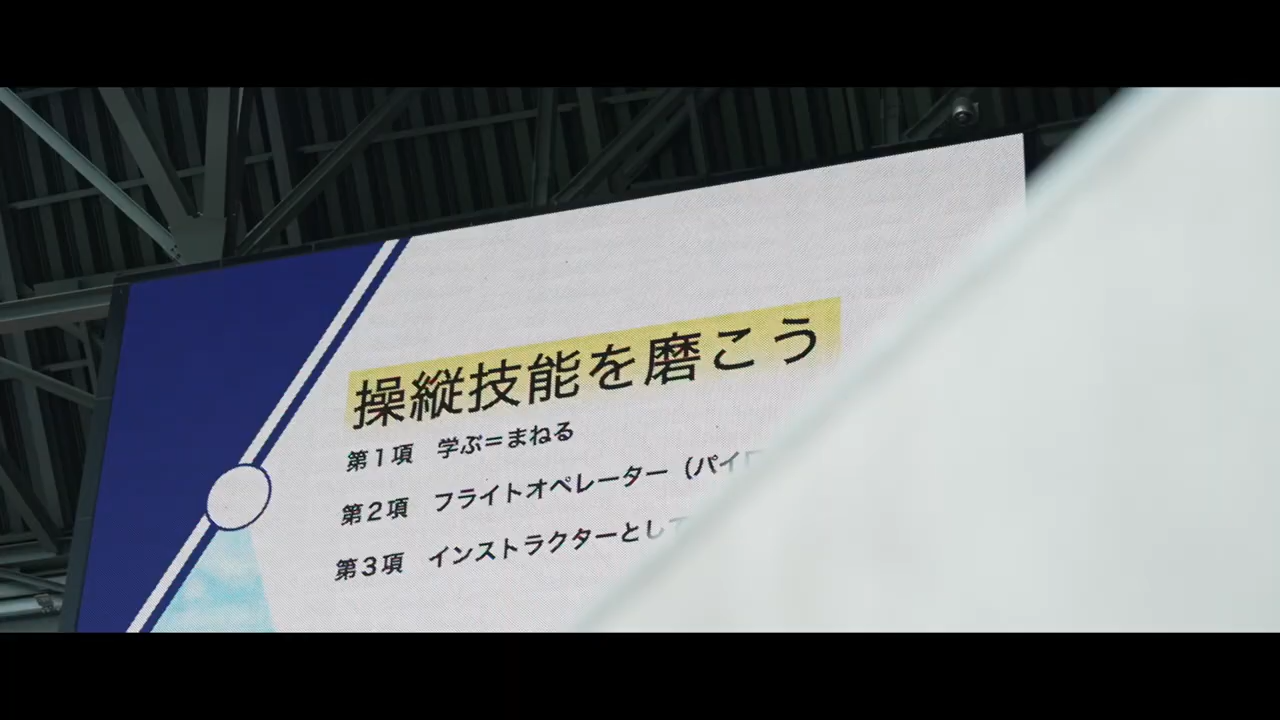 操縦技能を磨こう
第1項 学ぶ=まねる
第2項 フライトオペレーター(パイ
第3項 インストラクターとし